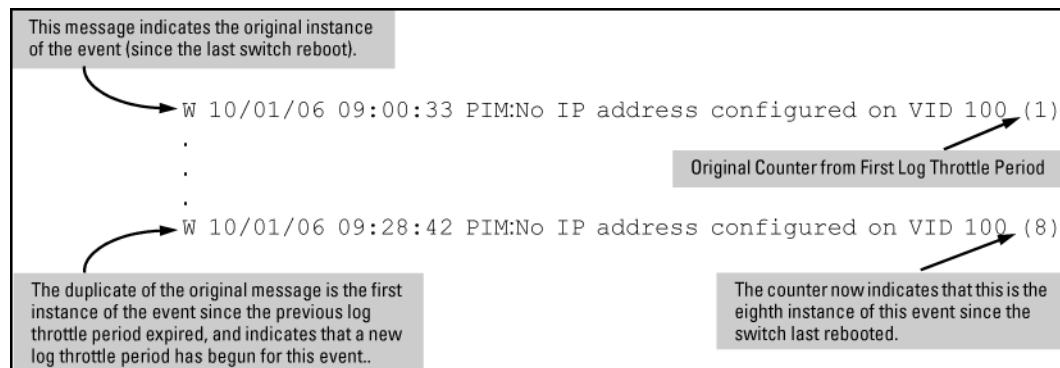 This message indicates the original instance
of the event (since the last switch reboot).
W 10/01/06 09:00:33 PIM:No IP address configured on VID 100 (1)
.
.
.
Original Counter from First Log Throttle Period
W 10/01/06 09:28:42 PIM:No IP address configured on VID 100 (8)
The duplicate of the original message is the first
instance of the event since the previous log
throttle period expired, and indicates that a new
log throttle period has begun for this event..
The counter now indicates that this is the
eighth instance of this event since the
switch last rebooted.